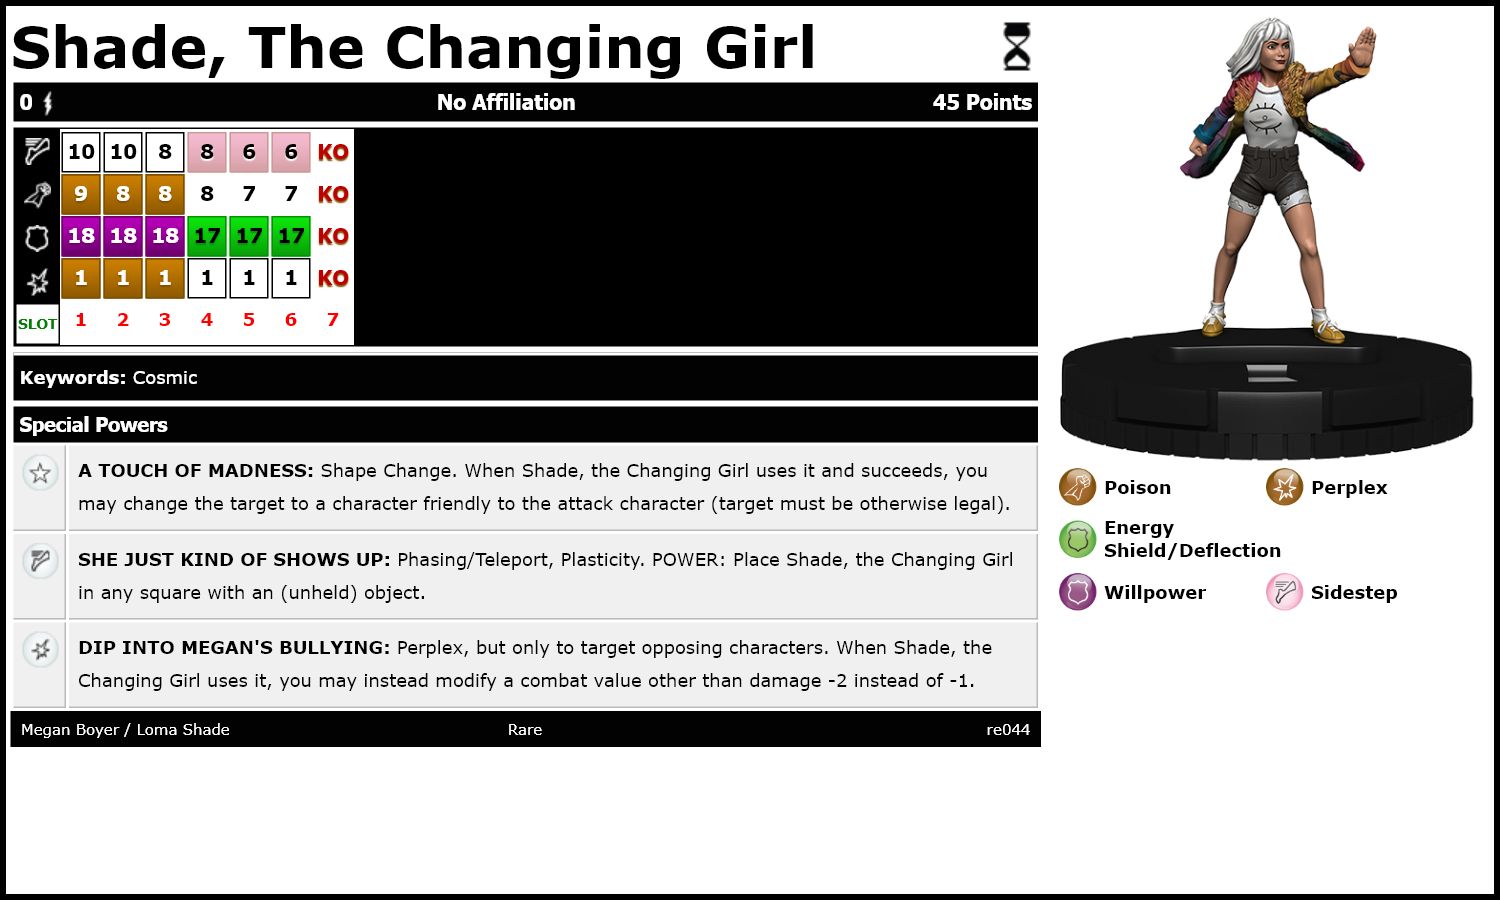 Shade, The Changing Girl
0 No Affiliation 45 Points
10 10 8 8 6 6 KO
9 8 8 8 7 7 KO
18 18 18 17 17 17 KO
1 1 1 1 1 1 KO
SLOT 1 2 3 4 5 6 7
Keywords: Cosmic
Special Powers
A TOUCH OF MADNESS: Shape Change. When Shade, the Changing Girl uses it and succeeds, you
may change the target to a character friendly to the attack character (target must be otherwise legal).
SHE JUST KIND OF SHOWS UP: Phasing/Teleport, Plasticity. POWER: Place Shade, the Changing Girl
in any square with an (unheld) object.
DIP INTO MEGAN'S BULLYING: Perplex, but only to target opposing characters. When Shade, the
Changing Girl uses it, you may instead modify a combat value other than damage -2 instead of -1.
Megan Boyer / Loma Shade Rare re044
Poison Perplex
Energy
Shield/Deflection
Willpower Sidestep